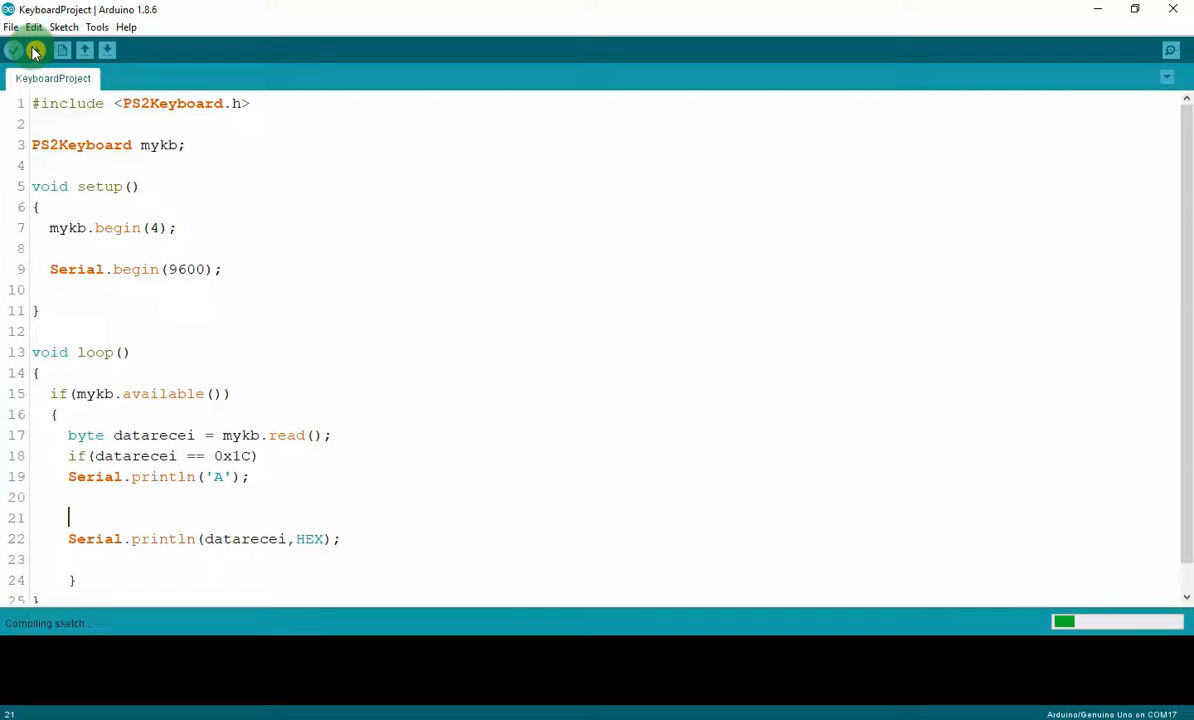 KeyboardProject | Arduino 1.8.6
File Edit Sketch Tools Help
KeyboardProject
1 #include <PS2Keyboard.h>
2
3 PS2Keyboard mykb;
4
5 void setup()
6 {
7 mykb.begin(4);
8
9 Serial.begin(9600);
10
11 }
12
13 void loop()
14 {
15 if(mykb.available())
16 {
17 byte datarecei = mykb.read();
18 if(datarecei == 0x1C)
19 Serial.println('A');
20
21
22 Serial.println(datarecei,HEX);
23
24 }
25 }
Compiling sketch...
21 Arduino/Genuino Uno on COM17